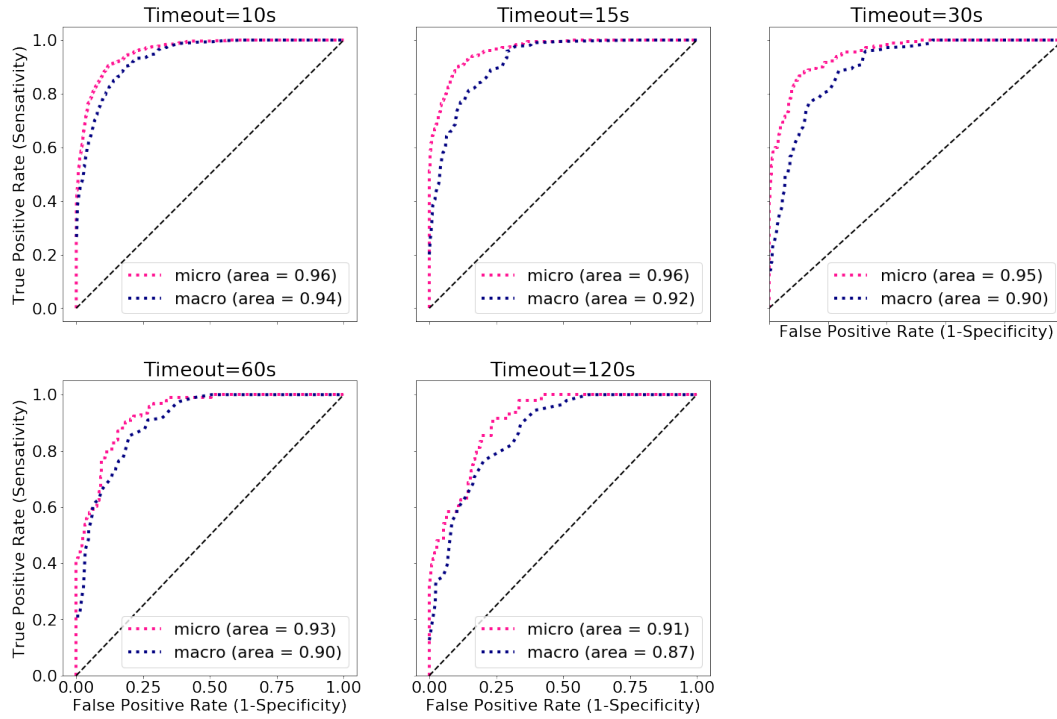 Timeout=10s
True Positive Rate (Sensativity)
1.0
0.8
0.6
0.4
0.2
0.0
micro (area = 0.96)
macro (area = 0.94)
Timeout=15s
micro (area = 0.96)
macro (area = 0.92)
Timeout=30s
micro (area = 0.95)
macro (area = 0.90)
False Positive Rate (1-Specificity)
Timeout=60s
True Positive Rate (Sensativity)
1.0
0.8
0.6
0.4
0.2
0.0
micro (area = 0.93)
macro (area = 0.90)
0.00 0.25 0.50 0.75 1.00
False Positive Rate (1-Specificity)
Timeout=120s
micro (area = 0.91)
macro (area = 0.87)
0.00 0.25 0.50 0.75 1.00
False Positive Rate (1-Specificity)